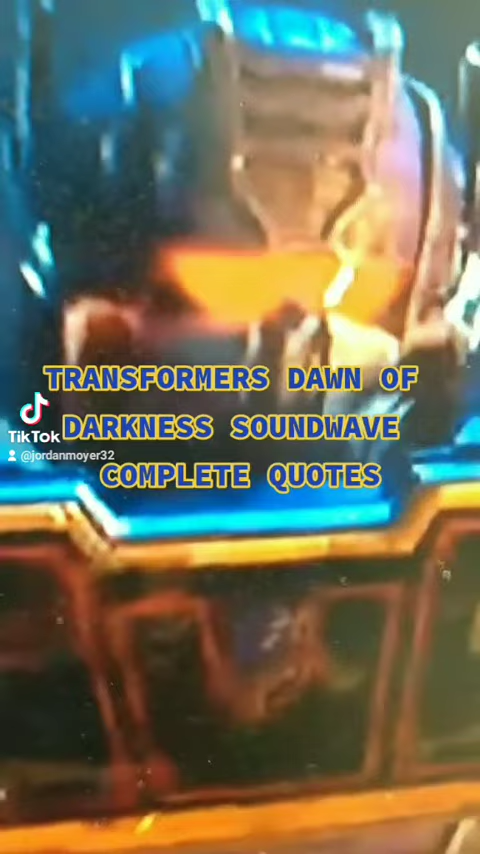 TRANSFORMERS DAWN OF
DARKNESS SOUNDWAVE
COMPLETE QUOTES
TikTok
@jordanmoyer32